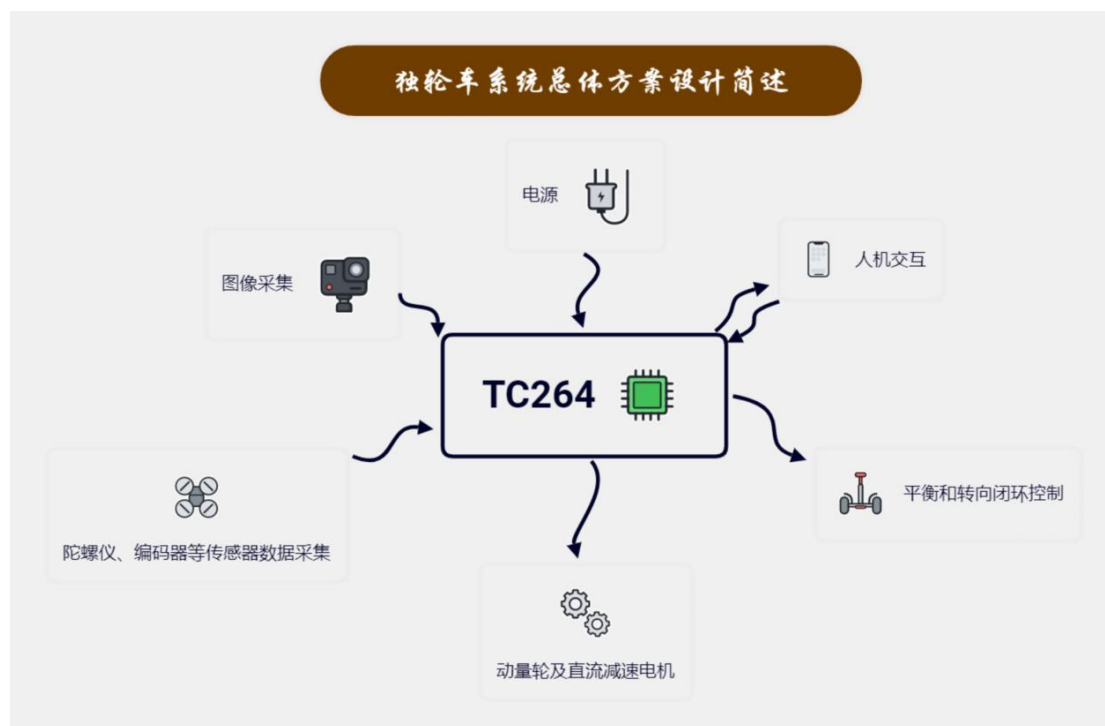 独轮车系统总体方案设计简述
电源
人机交互
图像采集
TC264
平衡和转向闭环控制
陀螺仪、编码器等传感器数据采集
动量轮及直流减速电机